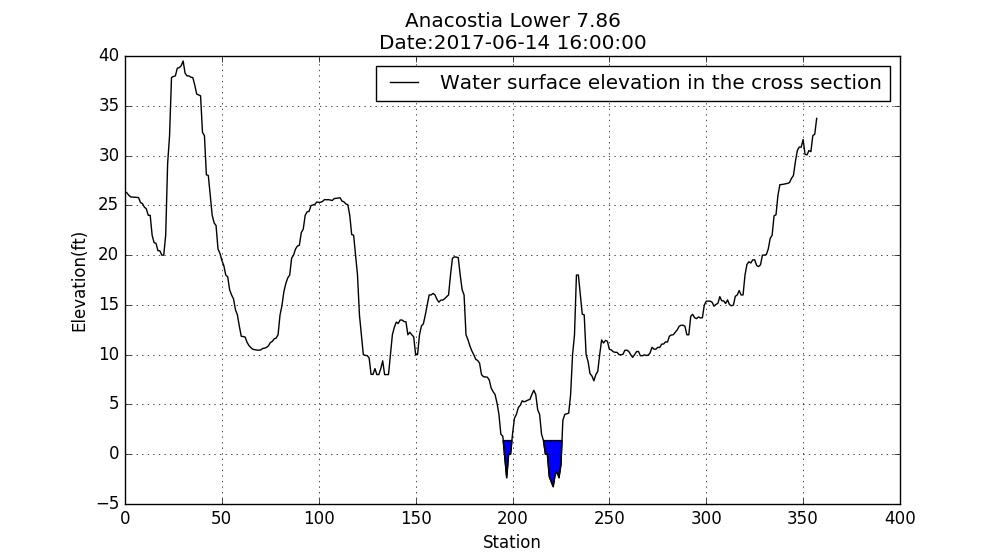 Anacostia Lower 7.86
Date:2017-06-14 16:00:00
Water surface elevation in the cross section
Elevation(ft)
40
35
30
25
20
15
10
5
0
−5
0 50 100 150 200 250 300 350 400
Station